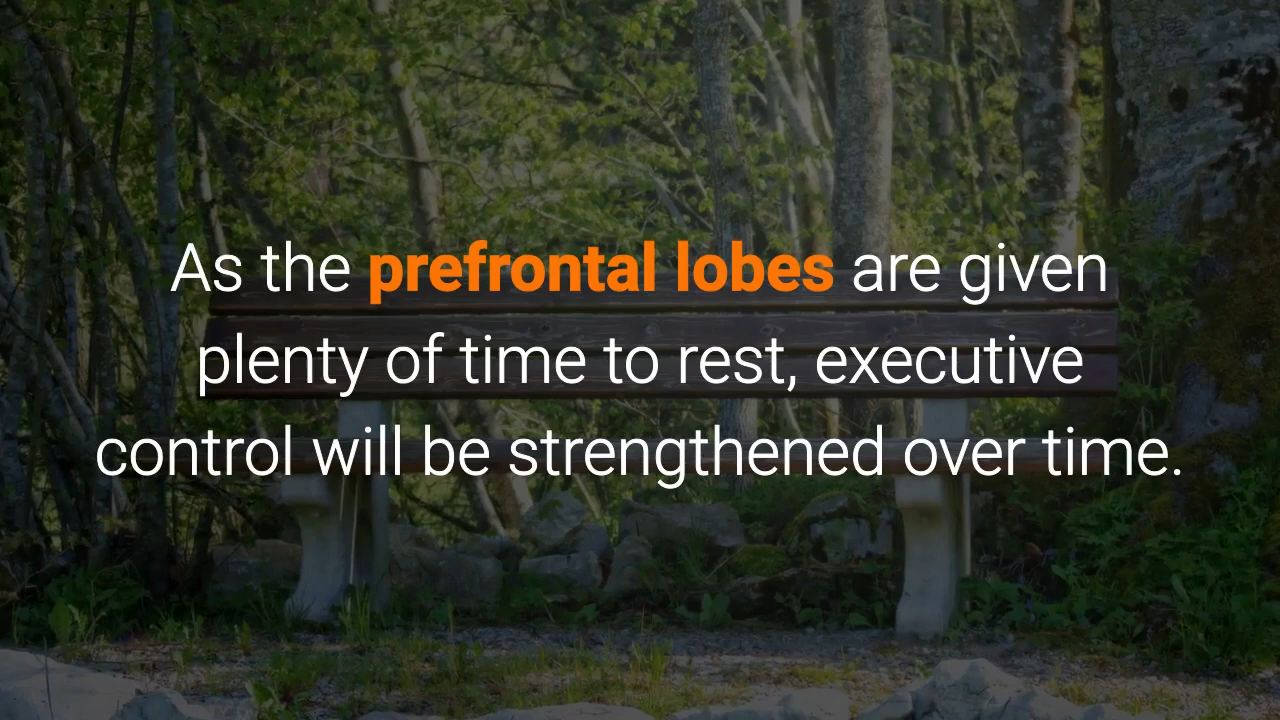 As the prefrontal lobes are given
plenty of time to rest, executive
control will be strengthened over time.